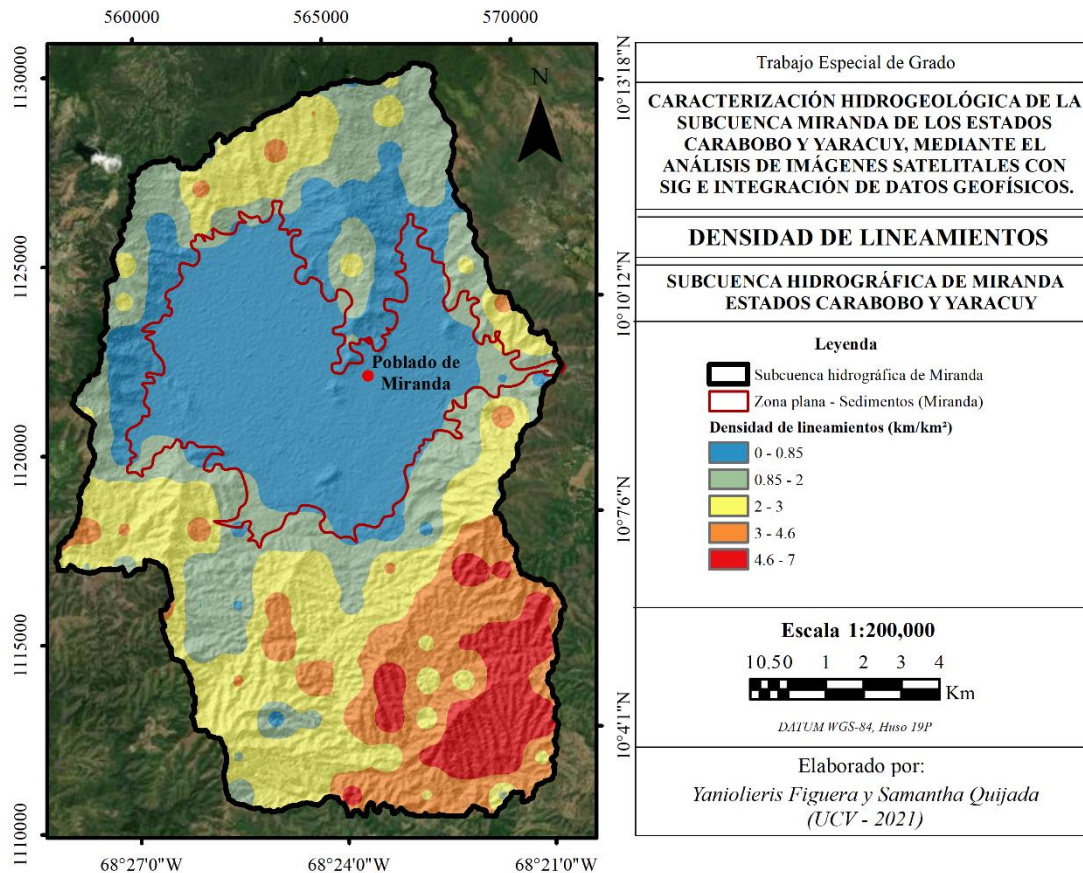 560000 565000 570000
1130000
1125000
1120000
1115000
1110000
N
Poblado de
Miranda
10°13'18"N
10°10'12"N
10°7'6"N
10°4'1"N
68°27'0"W 68°24'0"W 68°21'0"W
Trabajo Especial de Grado
CARACTERIZACIÓN HIDROGEOLÓGICA DE LA
SUBCUENCA MIRANDA DE LOS ESTADOS
CARABOBO Y YARACUY, MEDIANTE EL
ANÁLISIS DE IMÁGENES SATELITALES CON
SIG E INTEGRACIÓN DE DATOS GEOFÍSICOS.
DENSIDAD DE LINEAMIENTOS
SUBCUENCA HIDROGRÁFICA DE MIRANDA
ESTADOS CARABOBO Y YARACUY
Leyenda
Subcuenca hidrográfica de Miranda
Zona plana - Sedimentos (Miranda)
Densidad de lineamientos (km/km²)
0 - 0.85
0.85 - 2
2 - 3
3 - 4.6
4.6 - 7
Escala 1:200,000
10.50 1 2 3 4
Km
DATUM WGS-84, Huso 19P
Elaborado por:
Yaniolieris Figuera y Samantha Quijada
(UCV - 2021)